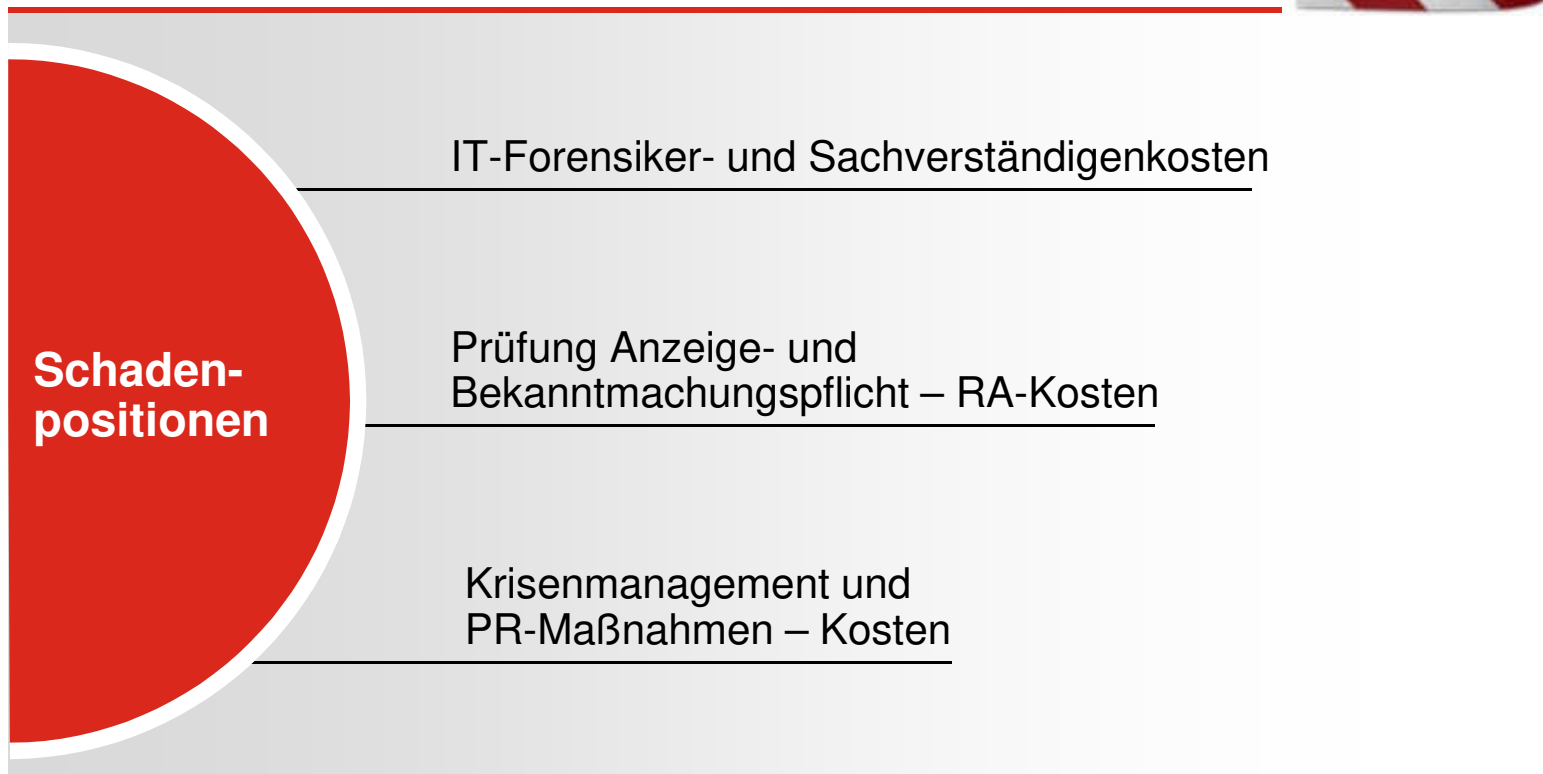 Schaden-
positionen
IT-Forensiker- und Sachverständigenkosten
Prüfung Anzeige- und
Bekanntmachungspflicht – RA-Kosten
Krisenmanagement und
PR-Maßnahmen – Kosten